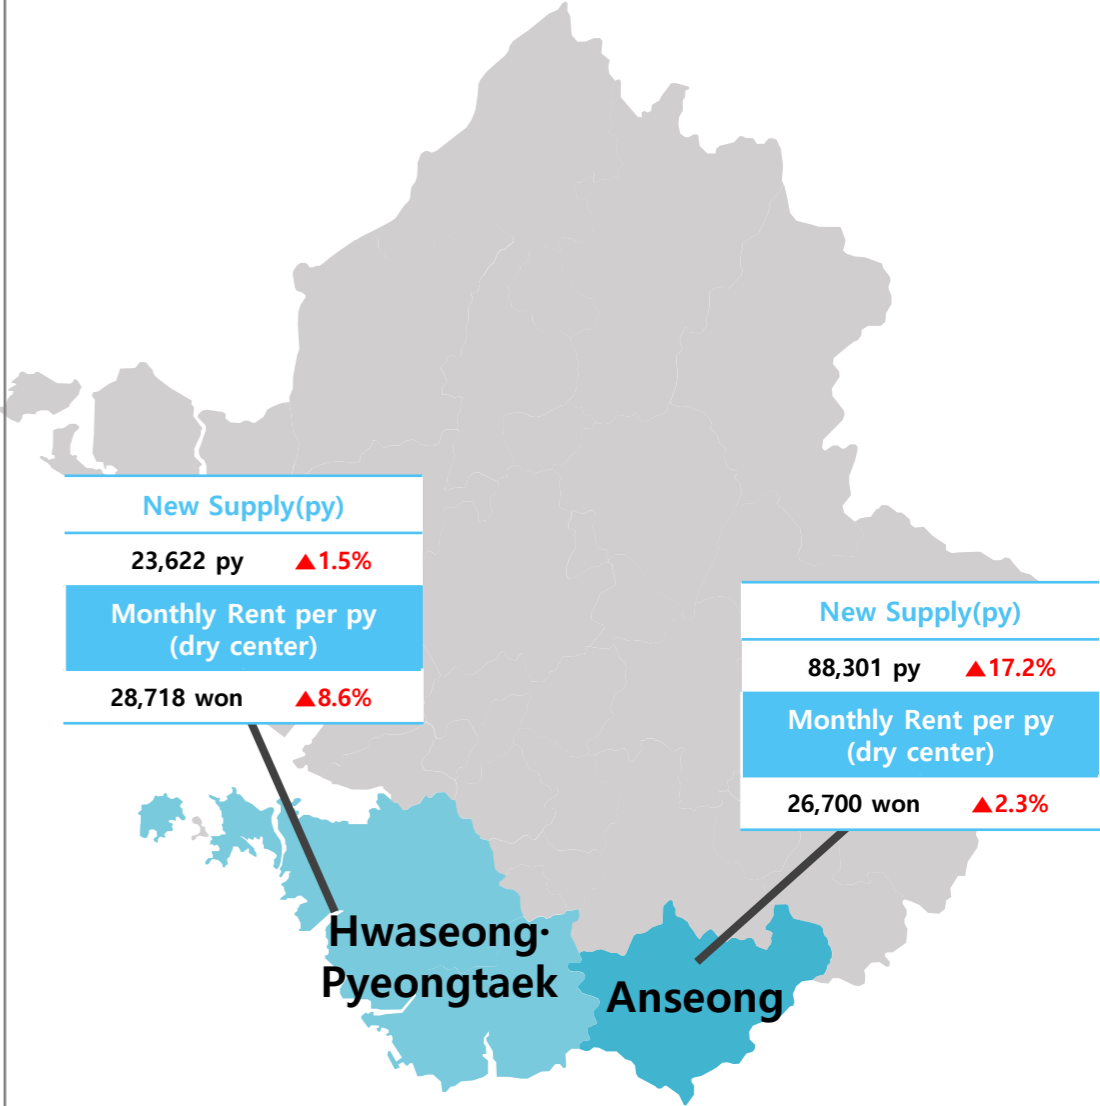 New Supply(py)
23,622 py ▲1.5%
Monthly Rent per py
(dry center)
28,718 won ▲8.6%
New Supply(py)
88,301 py ▲17.2%
Monthly Rent per py
(dry center)
26,700 won ▲2.3%
Hwaseong·
Pyeongtaek
Anseong